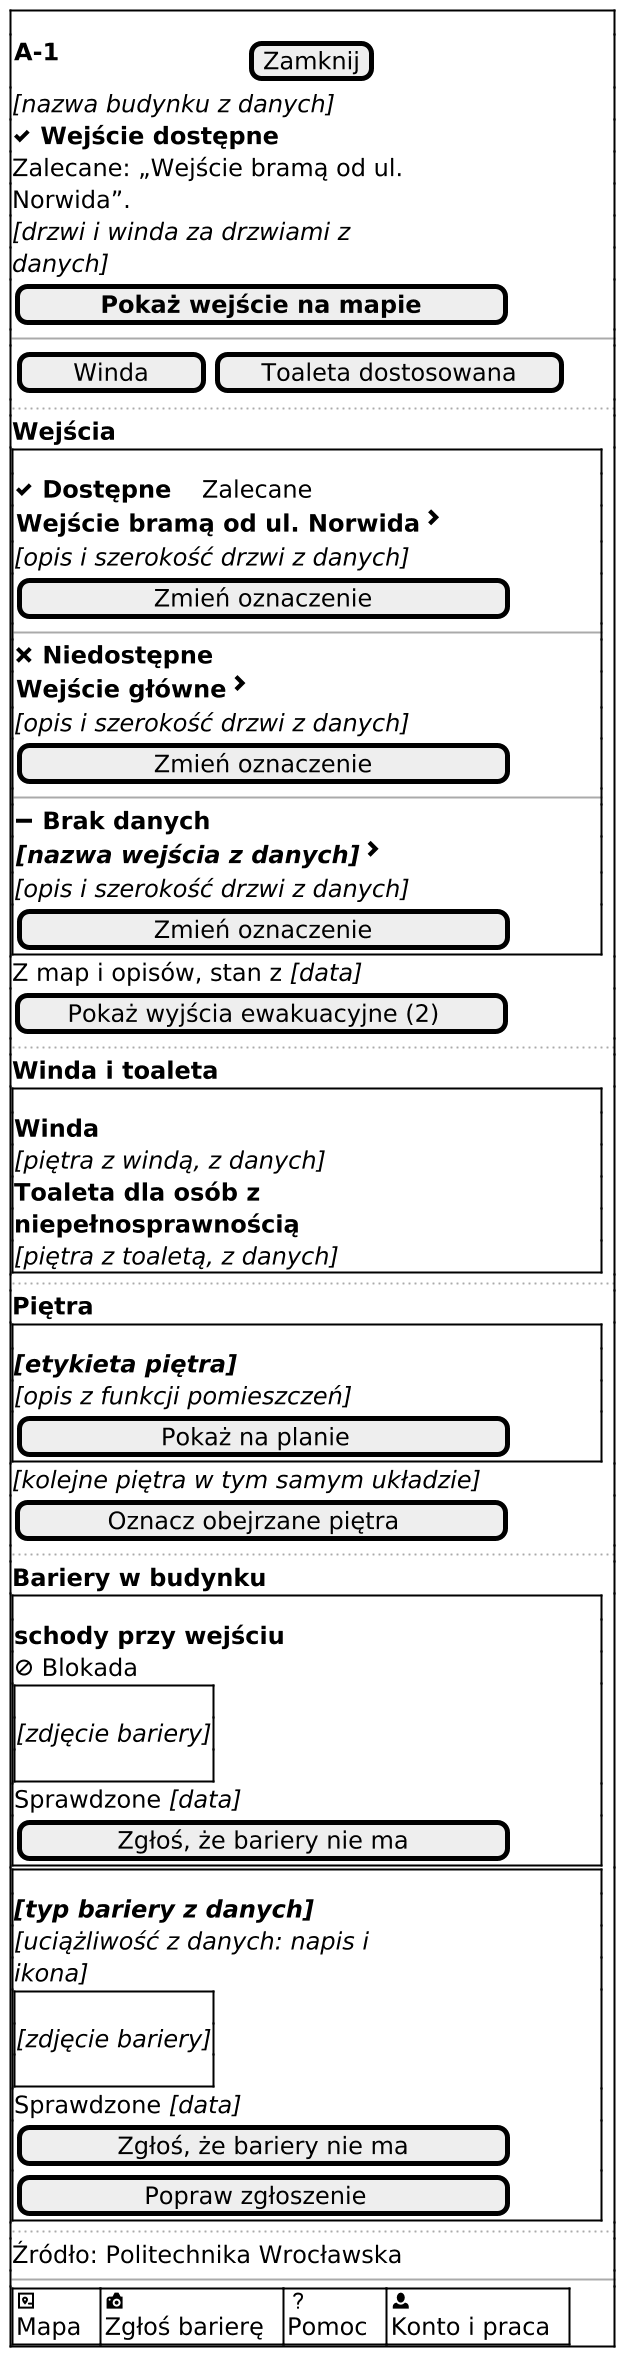 A-1
Zamknij
[nazwa budynku z danych]
✓ Wejście dostępne
Zalecane: „Wejście bramą od ul.
Norwida”.
[drzwi i winda za drzwiami z
danych]
Pokaż wejście na mapie
Winda
Toaleta dostosowana
Wejścia
✓ Dostępne Zalecane
Wejście bramą od ul. Norwida >
[opis i szerokość drzwi z danych]
Zmień oznaczenie
✕ Niedostępne
Wejście główne >
[opis i szerokość drzwi z danych]
Zmień oznaczenie
− Brak danych
[nazwa wejścia z danych] >
[opis i szerokość drzwi z danych]
Zmień oznaczenie
Z map i opisów, stan z [data]
Pokaż wyjścia ewakuacyjne (2)
Winda i toaleta
Winda
[piętra z windą, z danych]
Toaleta dla osób z
niepełnosprawnością
[piętra z toaletą, z danych]
Piętra
[etykieta piętra]
[opis z funkcji pomieszczeń]
Pokaż na planie
[kolejne piętra w tym samym układzie]
Oznacz obejrzane piętra
Bariery w budynku
schody przy wejściu
⊘ Blokada
[zdjęcie bariery]
Sprawdzone [data]
Zgłoś, że bariery nie ma
[typ bariery z danych]
[uciążliwość z danych: napis i
ikona]
[zdjęcie bariery]
Sprawdzone [data]
Zgłoś, że bariery nie ma
Popraw zgłoszenie
Źródło: Politechnika Wrocławska
?
Mapa Zgłoś barierę Pomoc Konto i praca